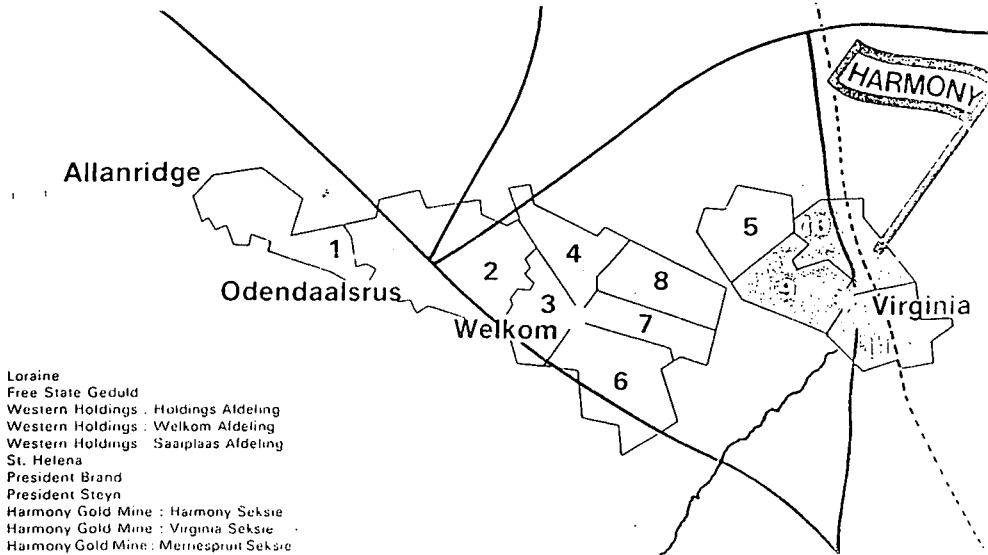 HARMONY
Allanridge
1
Odendaalsrus
2
3
4
Welkom
5
8
7
6
Virginia
Loraine
Free State Geduld
Western Holdings : Holdings Afdeling
Western Holdings : Welkom Afdeling
Western Holdings Saaiplaas Afdeling
St. Helena
President Brand
President Steyn
Harmony Gold Mine : Harmony Seksie
Harmony Gold Mine : Virginia Seksie
Harmony Gold Mine : Merriespruit Seksie